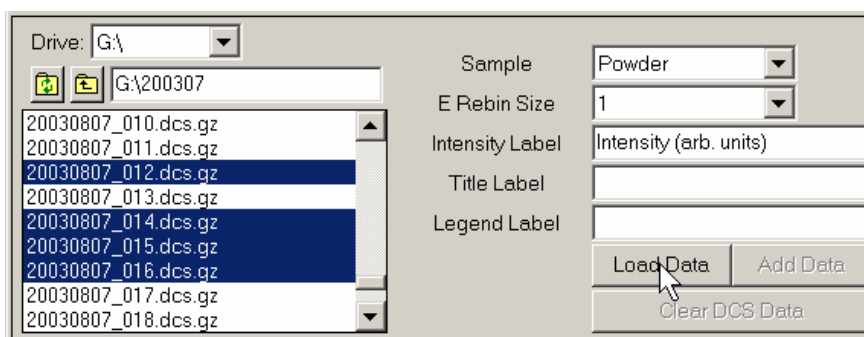 Drive: G:\
G:\200307
20030807_010.dcs.gz
20030807_011.dcs.gz
20030807_012.dcs.gz
20030807_013.dcs.gz
20030807_014.dcs.gz
20030807_015.dcs.gz
20030807_016.dcs.gz
20030807_017.dcs.gz
20030807_018.dcs.gz
Sample Powder
E Rebin Size 1
Intensity Label Intensity (arb. units)
Title Label
Legend Label
Load Data Add Data
Clear DCS Data